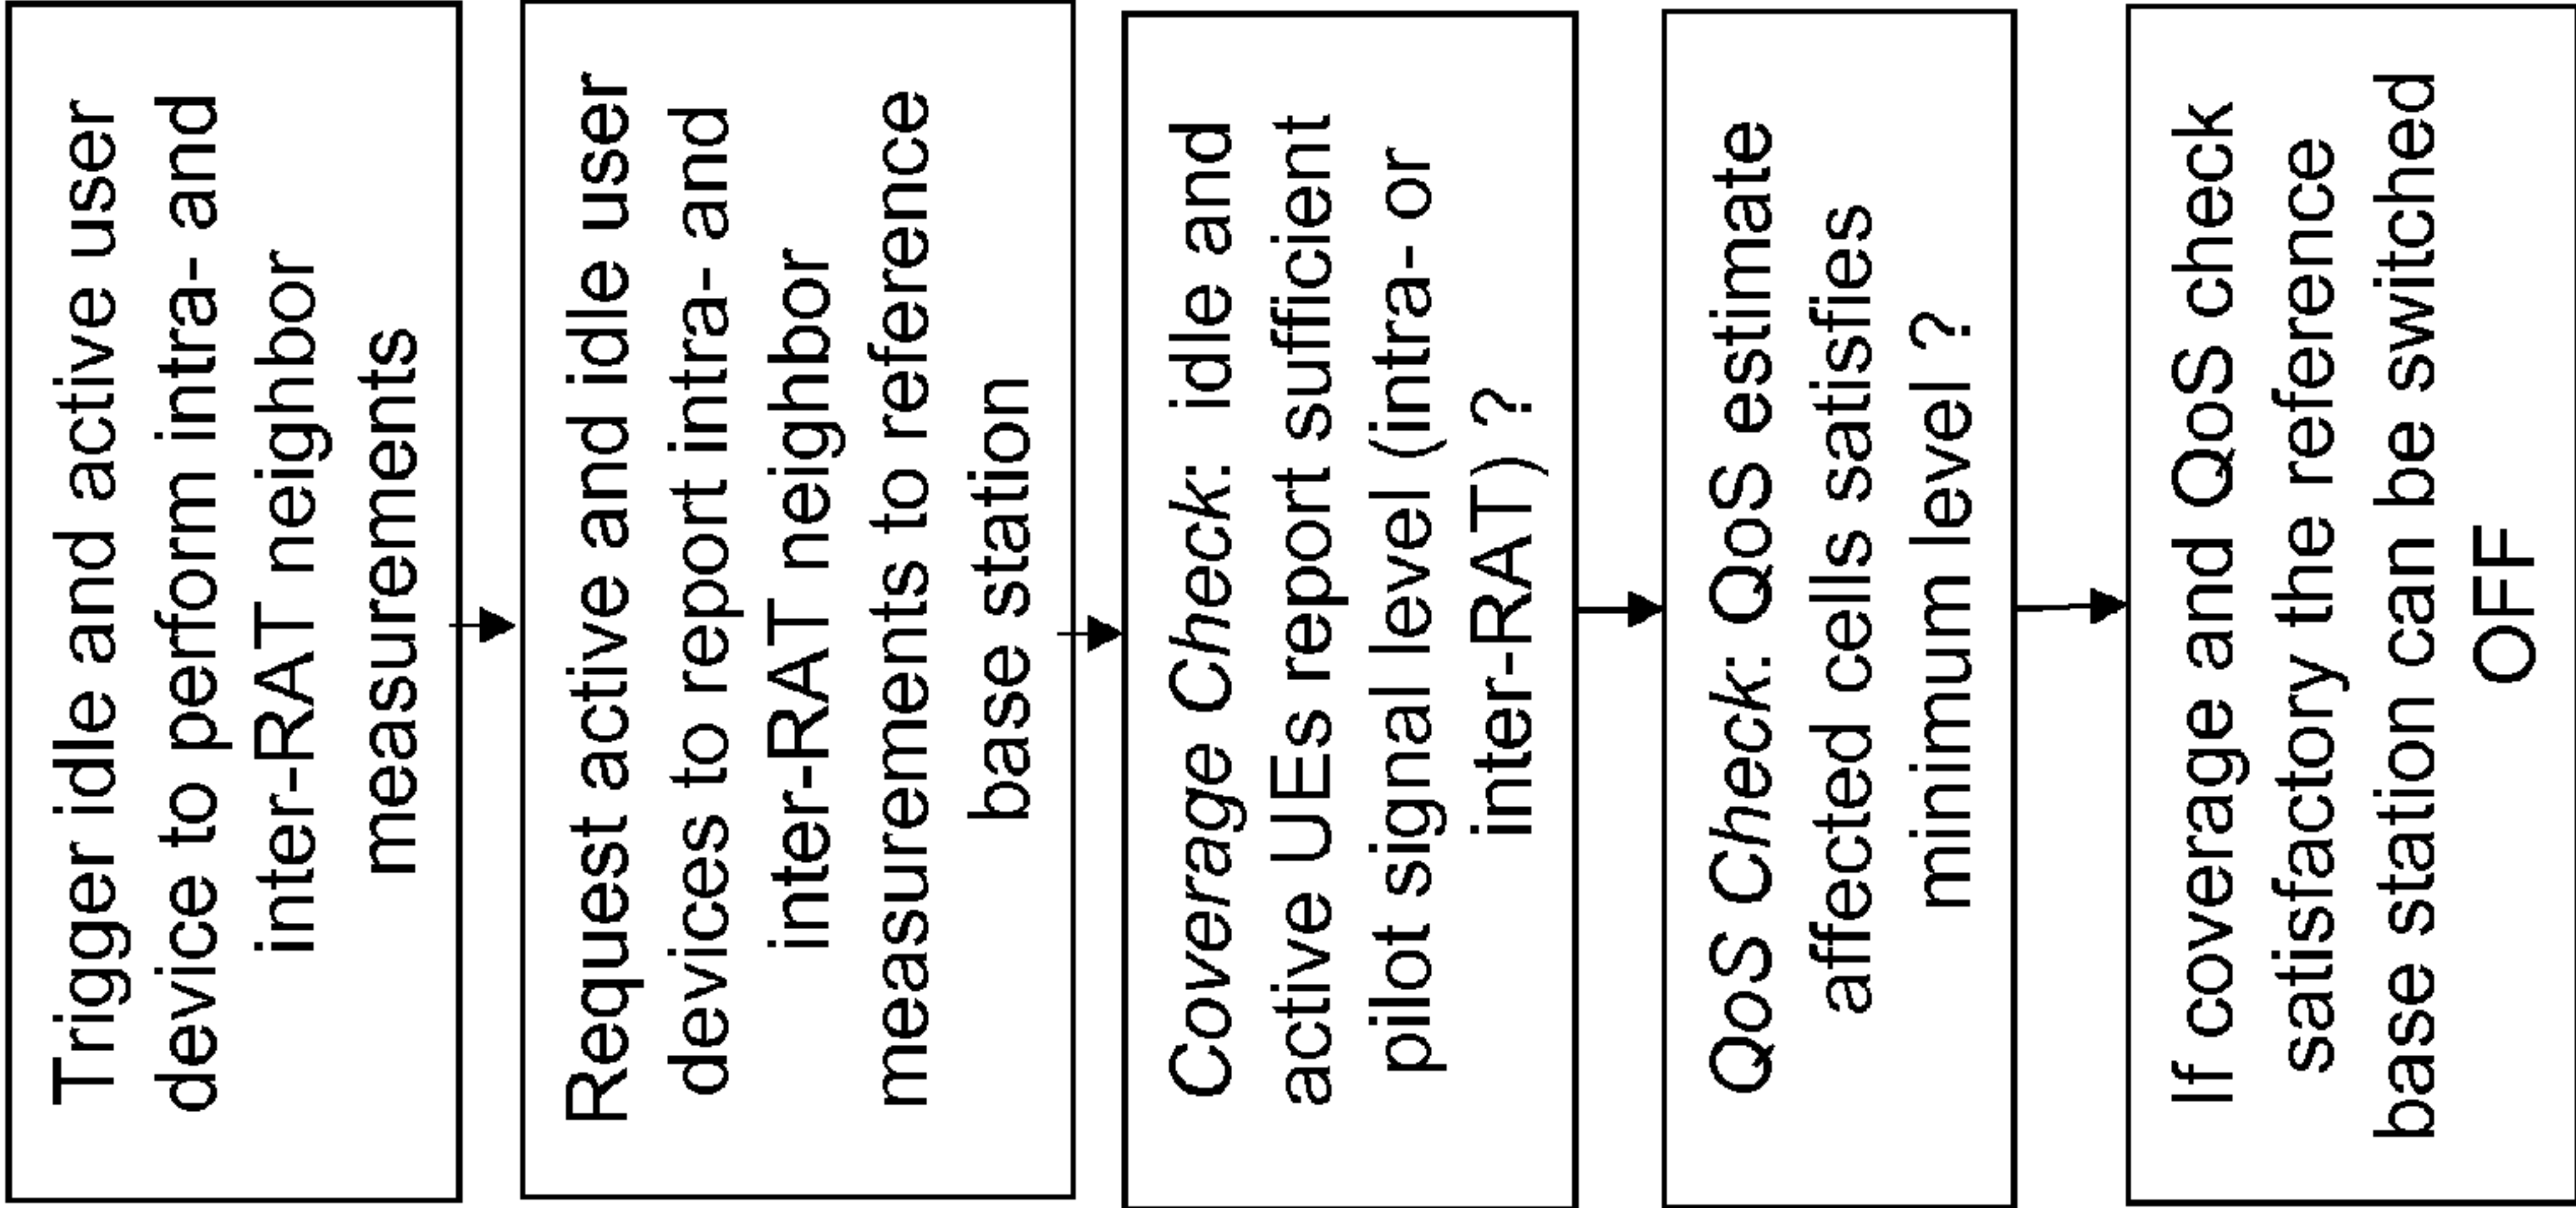 Trigger idle and active user
device to perform intra- and
inter-RAT neighbor
measurements
Request active and idle user
devices to report intra- and
inter-RAT neighbor
measurements to reference
base station
Coverage Check: idle and
active UEs report sufficient
pilot signal level (intra- or
inter-RAT) ?
QoS Check: QoS estimate
affected cells satisfies
minimum level ?
If coverage and QoS check
satisfactory the reference
base station can be switched
OFF